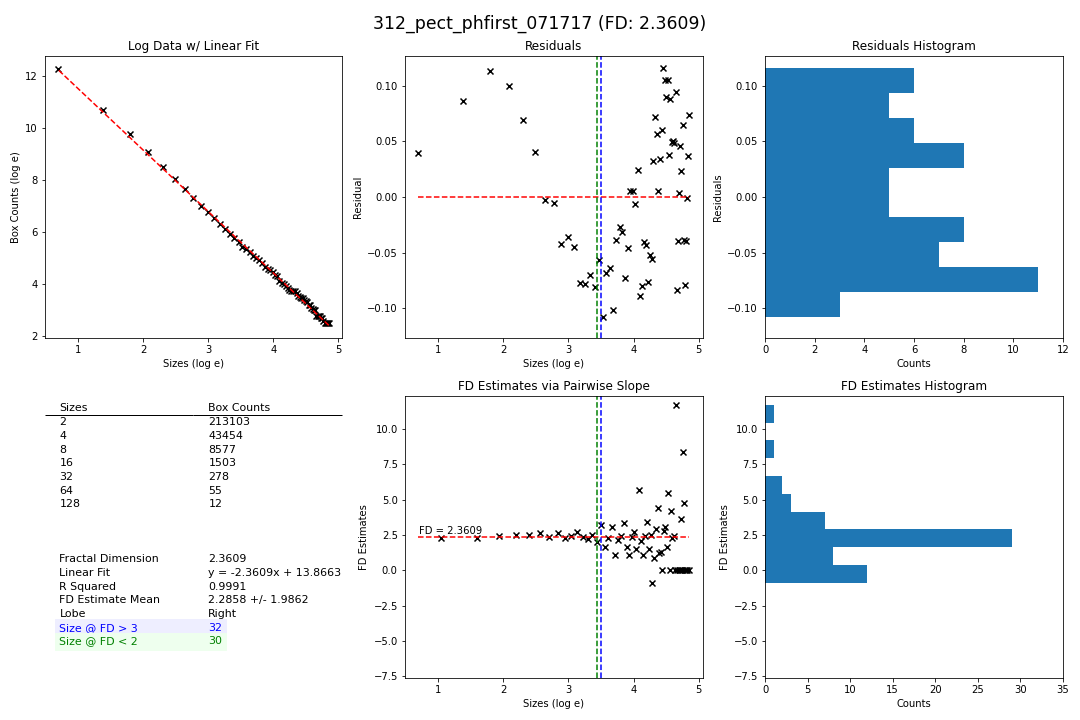 312_pect_phfirst_071717 (FD: 2.3609)
Log Data w/ Linear Fit
Box Counts (log e)
12
10
8
6
4
2
1
2
3
4
5
Sizes (log e)
Residuals
Residual
0.10
0.05
0.00
−0.05
−0.10
1
2
3
4
5
Sizes (log e)
Residuals Histogram
Residuals
0.10
0.05
0.00
−0.05
−0.10
0
2
4
6
8
10
12
Counts
Sizes Box Counts
2 213103
4 43454
8 8577
16 1503
32 278
64 55
128 12
Fractal Dimension 2.3609
Linear Fit y = -2.3609x + 13.8663
R Squared 0.9991
FD Estimate Mean 2.2858 +/- 1.9862
Lobe Right
Size @ FD > 3 32
Size @ FD < 2 30
FD Estimates via Pairwise Slope
FD Estimates
10.0
7.5
5.0
2.5
0.0
−2.5
−5.0
−7.5
FD = 2.3609
1
2
3
4
5
Sizes (log e)
FD Estimates Histogram
FD Estimates
10.0
7.5
5.0
2.5
0.0
−2.5
−5.0
−7.5
0
5
10
15
20
25
30
35
Counts